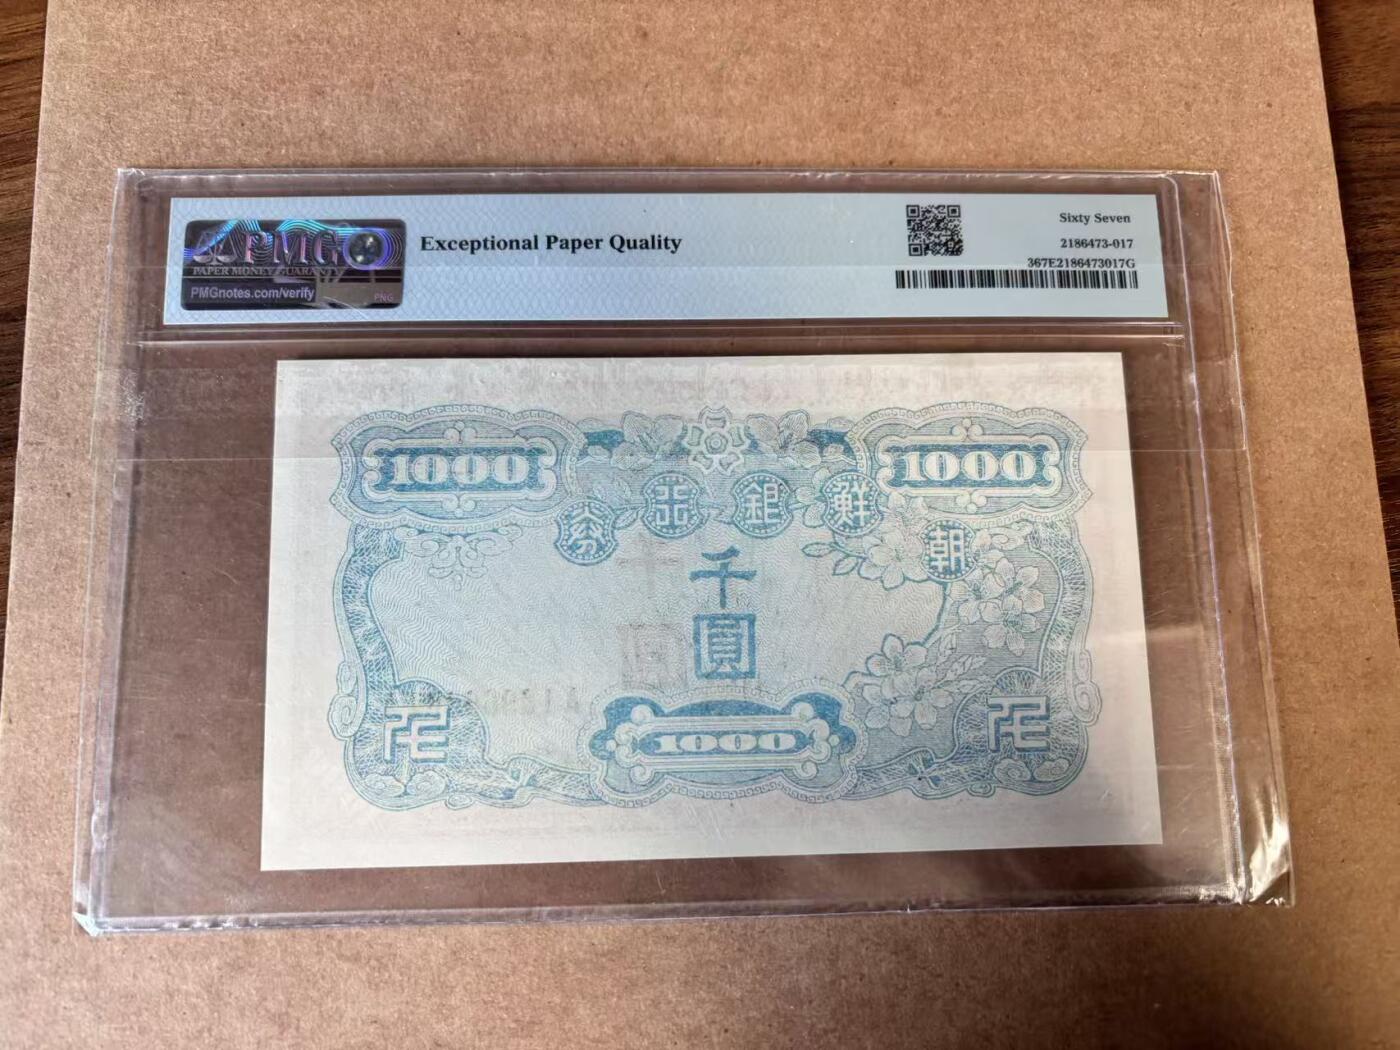 PMG
PAPER MONEY GUARANTY
PMGnotes.com/verify
PNG
Exceptional Paper Quality
Sixty Seven
2186473-017
367E2186473017G
1000
1000
朝鮮銀行券
千圓
1000